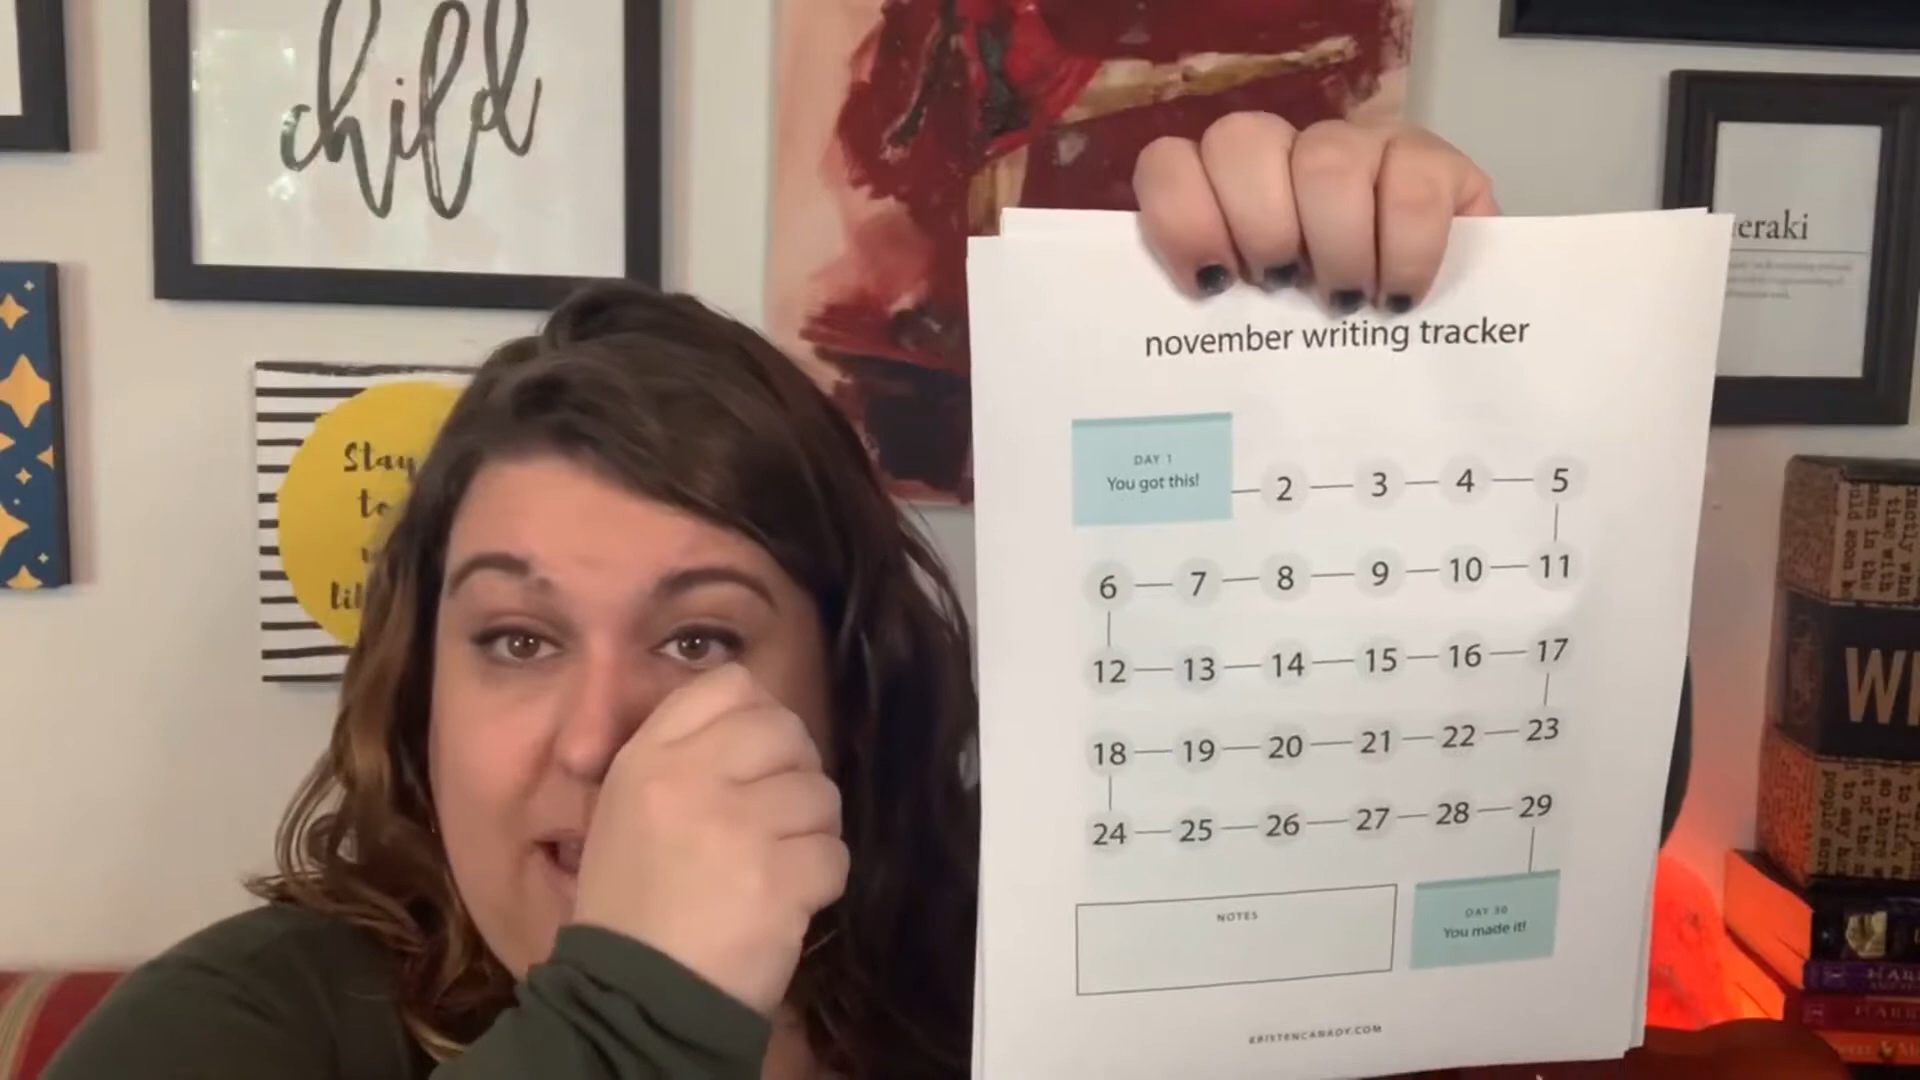 child
Stay
to
eraki
november writing tracker
DAY 1
You got this!
2 3 4 5
6 7 8 9 10 11
12 13 14 15 16 17
18 19 20 21 22 23
24 25 26 27 28 29
NOTES
DAY 30
You made it!
KRISTENCANADY.COM